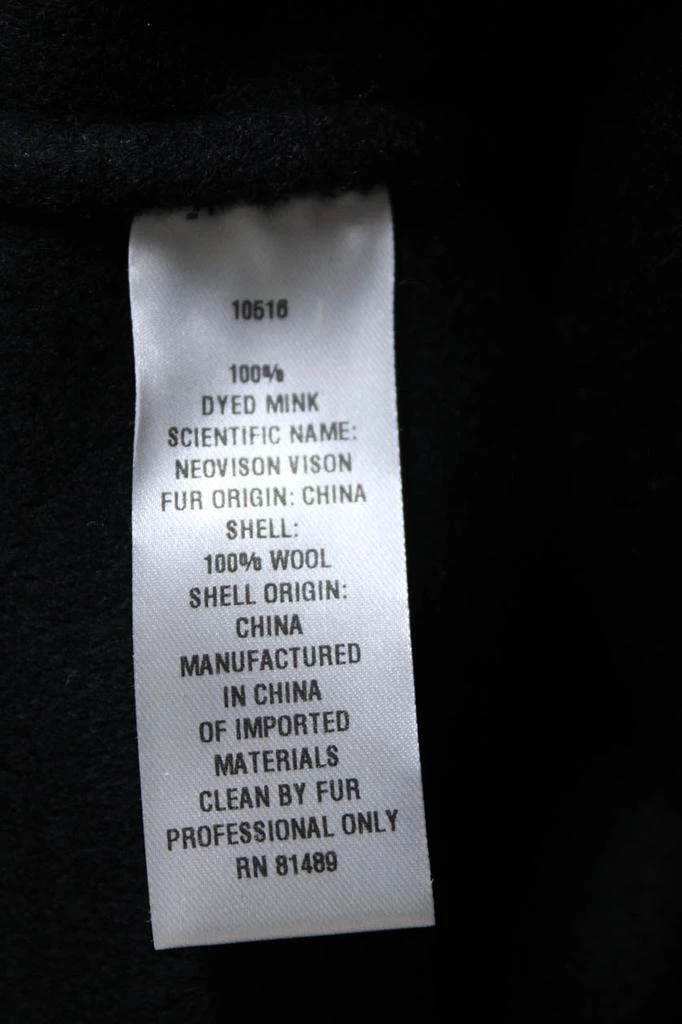 10516
100%
DYED MINK
SCIENTIFIC NAME:
NEOVISON VISON
FUR ORIGIN: CHINA
SHELL:
100% WOOL
SHELL ORIGIN:
CHINA
MANUFACTURED
IN CHINA
OF IMPORTED
MATERIALS
CLEAN BY FUR
PROFESSIONAL ONLY
RN 81489